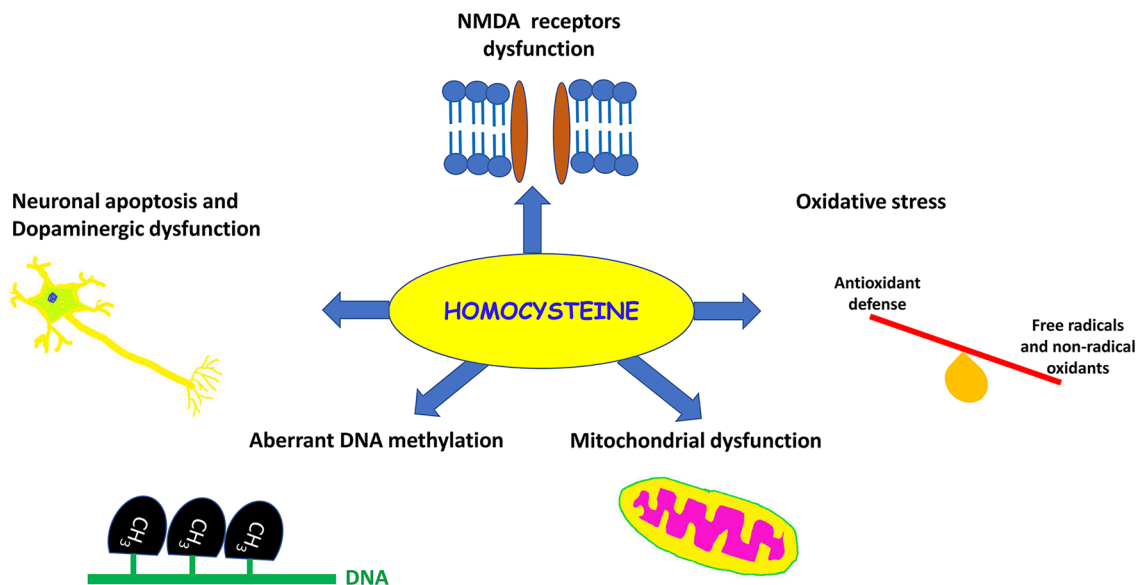 NMDA receptors
dysfunction
Neuronal apoptosis and
Dopaminergic dysfunction
Oxidative stress
Antioxidant
defense
Free radicals
and non-radical
oxidants
HOMOCYSTEINE
Aberrant DNA methylation
Mitochondrial dysfunction
CH₃ CH₃ CH₃
DNA